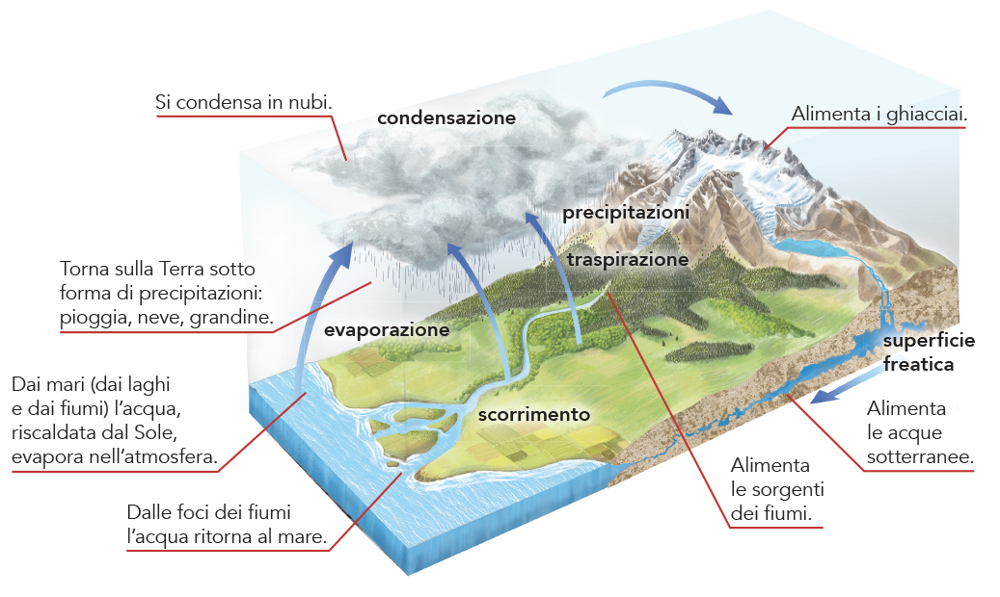 Si condensa in nubi.
condensazione
Alimenta i ghiacciai.
precipitazioni
traspirazione
Torna sulla Terra sotto
forma di precipitazioni:
pioggia, neve, grandine.
evaporazione
superficie
freatica
Dai mari (dai laghi
e dai fiumi) l'acqua,
riscaldata dal Sole,
evapora nell'atmosfera.
scorrimento
Alimenta
le acque
sotterranee.
Alimenta
le sorgenti
dei fiumi.
Dalle foci dei fiumi
l'acqua ritorna al mare.